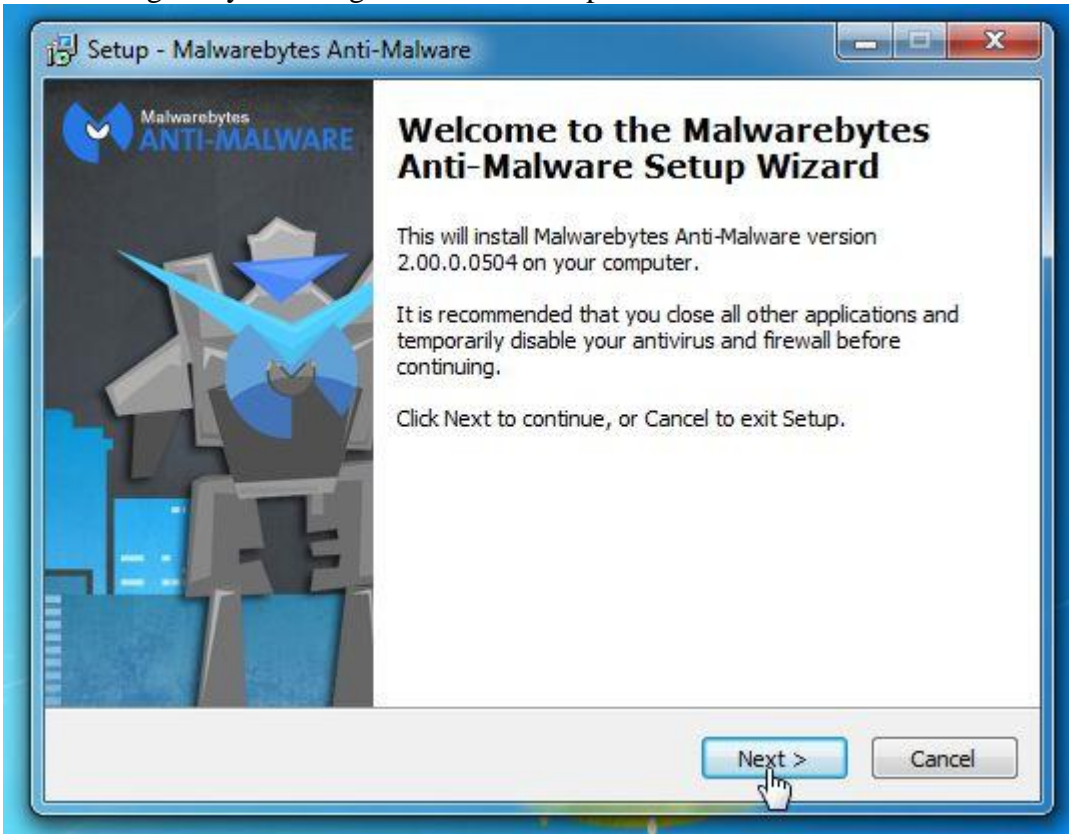 Setup - Malwarebytes Anti-Malware
Malwarebytes
ANTI-MALWARE
Welcome to the Malwarebytes
Anti-Malware Setup Wizard
This will install Malwarebytes Anti-Malware version
2.00.0.0504 on your computer.
It is recommended that you close all other applications and
temporarily disable your antivirus and firewall before
continuing.
Click Next to continue, or Cancel to exit Setup.
Next >
Cancel